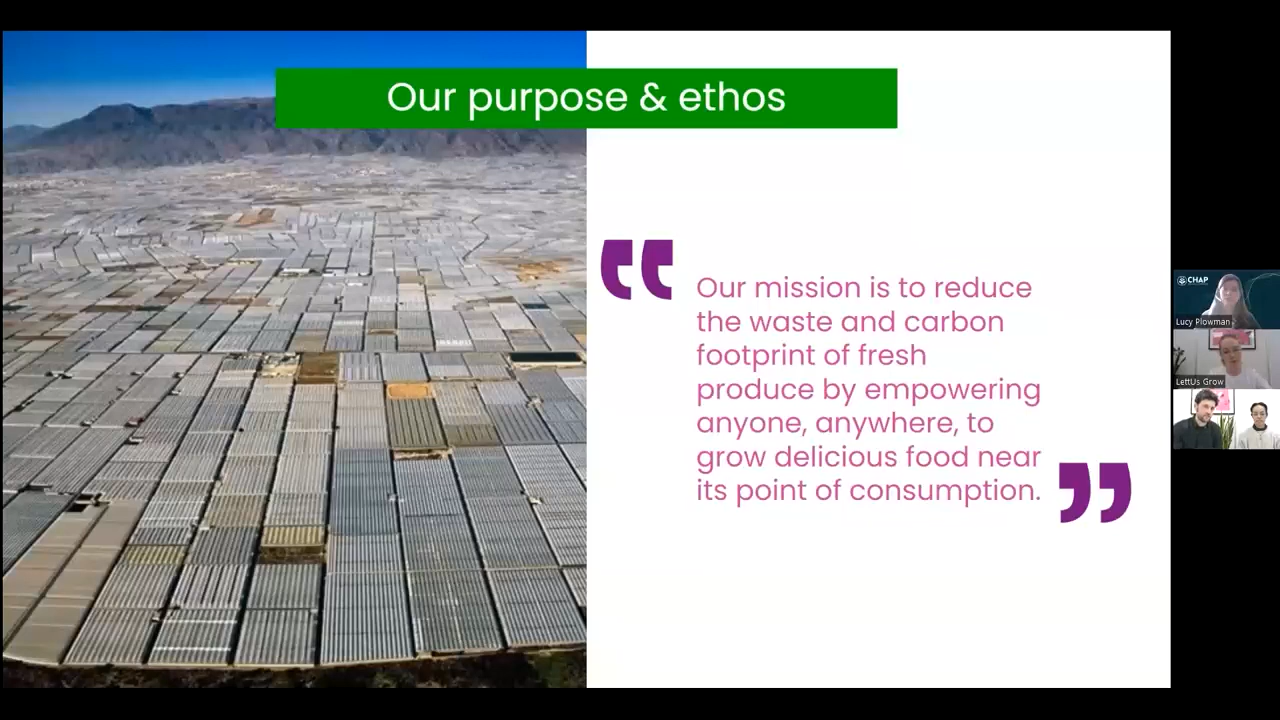 Our purpose & ethos
Our mission is to reduce
the waste and carbon
footprint of fresh
produce by empowering
anyone, anywhere, to
grow delicious food near
its point of consumption.
CHAP
Lucy Plowman
LettUs Grow